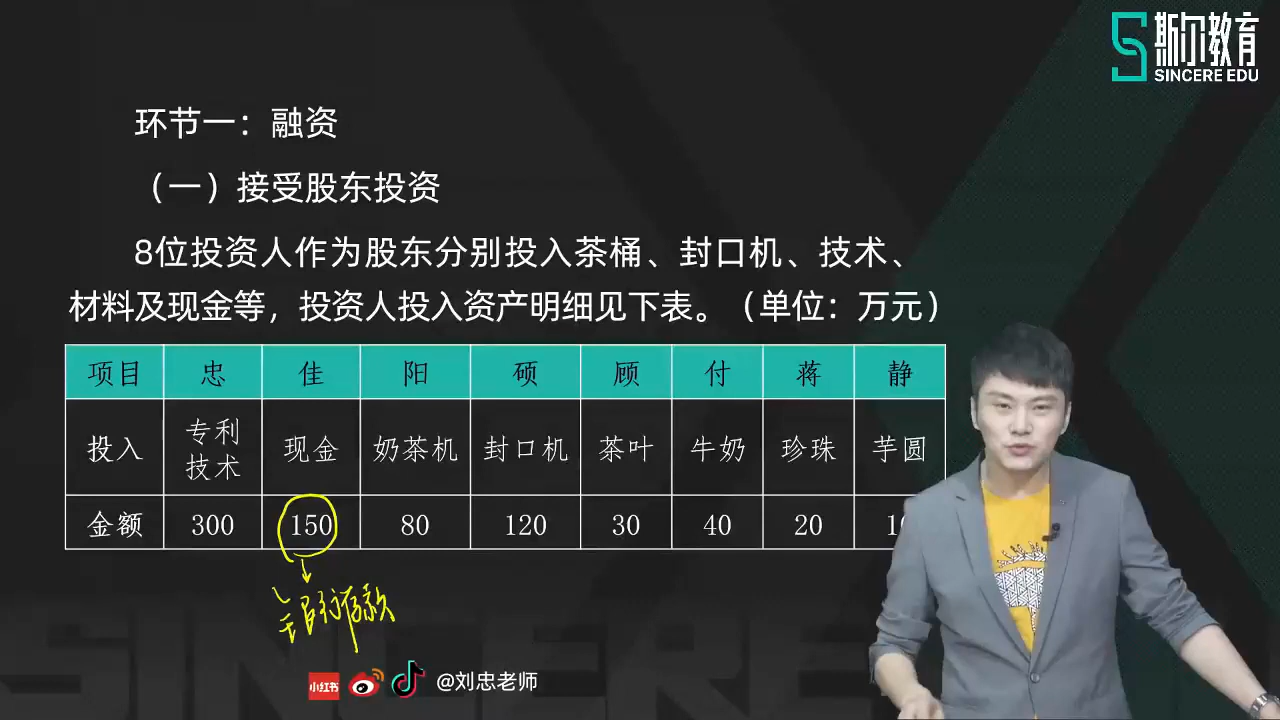 斯尔教育
SINCERE EDU
环节一：融资
（一）接受股东投资
8位投资人作为股东分别投入茶桶、封口机、技术、
材料及现金等，投资人投入资产明细见下表。（单位：万元）
项目 忠 佳 阳 硕 顾 付 蒋 静
投入 专利技术 现金 奶茶机 封口机 茶叶 牛奶 珍珠 芋圆
金额 300 150 80 120 30 40 20
银行存款
小红书 @刘忠老师